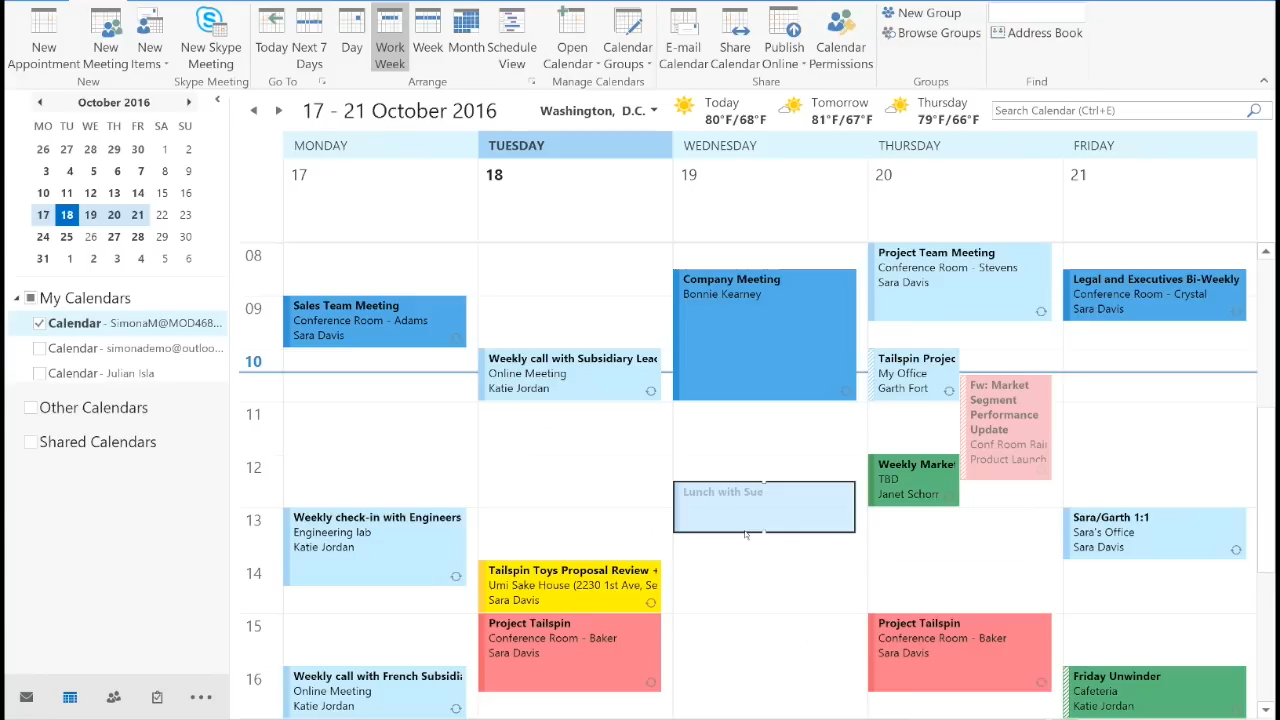 New
Appointment
New
Meeting
New
Items
New Skype
Meeting
Today
Next 7
Days
Day
Work
Week
Week
Month
Schedule
View
Open
Calendar
Calendar
Groups
E-mail
Calendar
Share
Calendar
Publish
Online
Calendar
Permissions
New Group
Browse Groups
Address Book
New
Skype Meeting
Go To
Arrange
Manage Calendars
Share
Groups
Find
October 2016
MO TU WE TH FR SA SU
26 27 28 29 30 1 2
3 4 5 6 7 8 9
10 11 12 13 14 15 16
17 18 19 20 21 22 23
24 25 26 27 28 29 30
31 1 2 3 4 5 6
My Calendars
Calendar - SimonaM@MOD468...
Calendar - simonademo@outloo...
Calendar - Julian Isla
Other Calendars
Shared Calendars
17 - 21 October 2016
Washington, D.C.
Today
80°F/68°F
Tomorrow
81°F/67°F
Thursday
79°F/66°F
Search Calendar (Ctrl+E)
MONDAY TUESDAY WEDNESDAY THURSDAY FRIDAY
17 18 19 20 21
08
09
10
11
12
13
14
15
16
Sales Team Meeting
Conference Room - Adams
Sara Davis
Weekly check-in with Engineers
Engineering lab
Katie Jordan
Weekly call with French Subsidi
Online Meeting
Katie Jordan
Weekly call with Subsidiary Lead
Online Meeting
Katie Jordan
Tailspin Toys Proposal Review +
Umi Sake House (2230 1st Ave, Se
Sara Davis
Project Tailspin
Conference Room - Baker
Sara Davis
Company Meeting
Bonnie Kearney
Lunch with Sue
Project Team Meeting
Conference Room - Stevens
Sara Davis
Tailspin Projec
My Office
Garth Fort
Fw: Market
Segment
Performance
Update
Conf Room Rai
Product Launch
Weekly Marke
TBD
Janet Schorr
Project Tailspin
Conference Room - Baker
Sara Davis
Legal and Executives Bi-Weekly
Conference Room - Crystal
Sara Davis
Sara/Garth 1:1
Sara's Office
Sara Davis
Friday Unwinder
Cafeteria
Katie Jordan